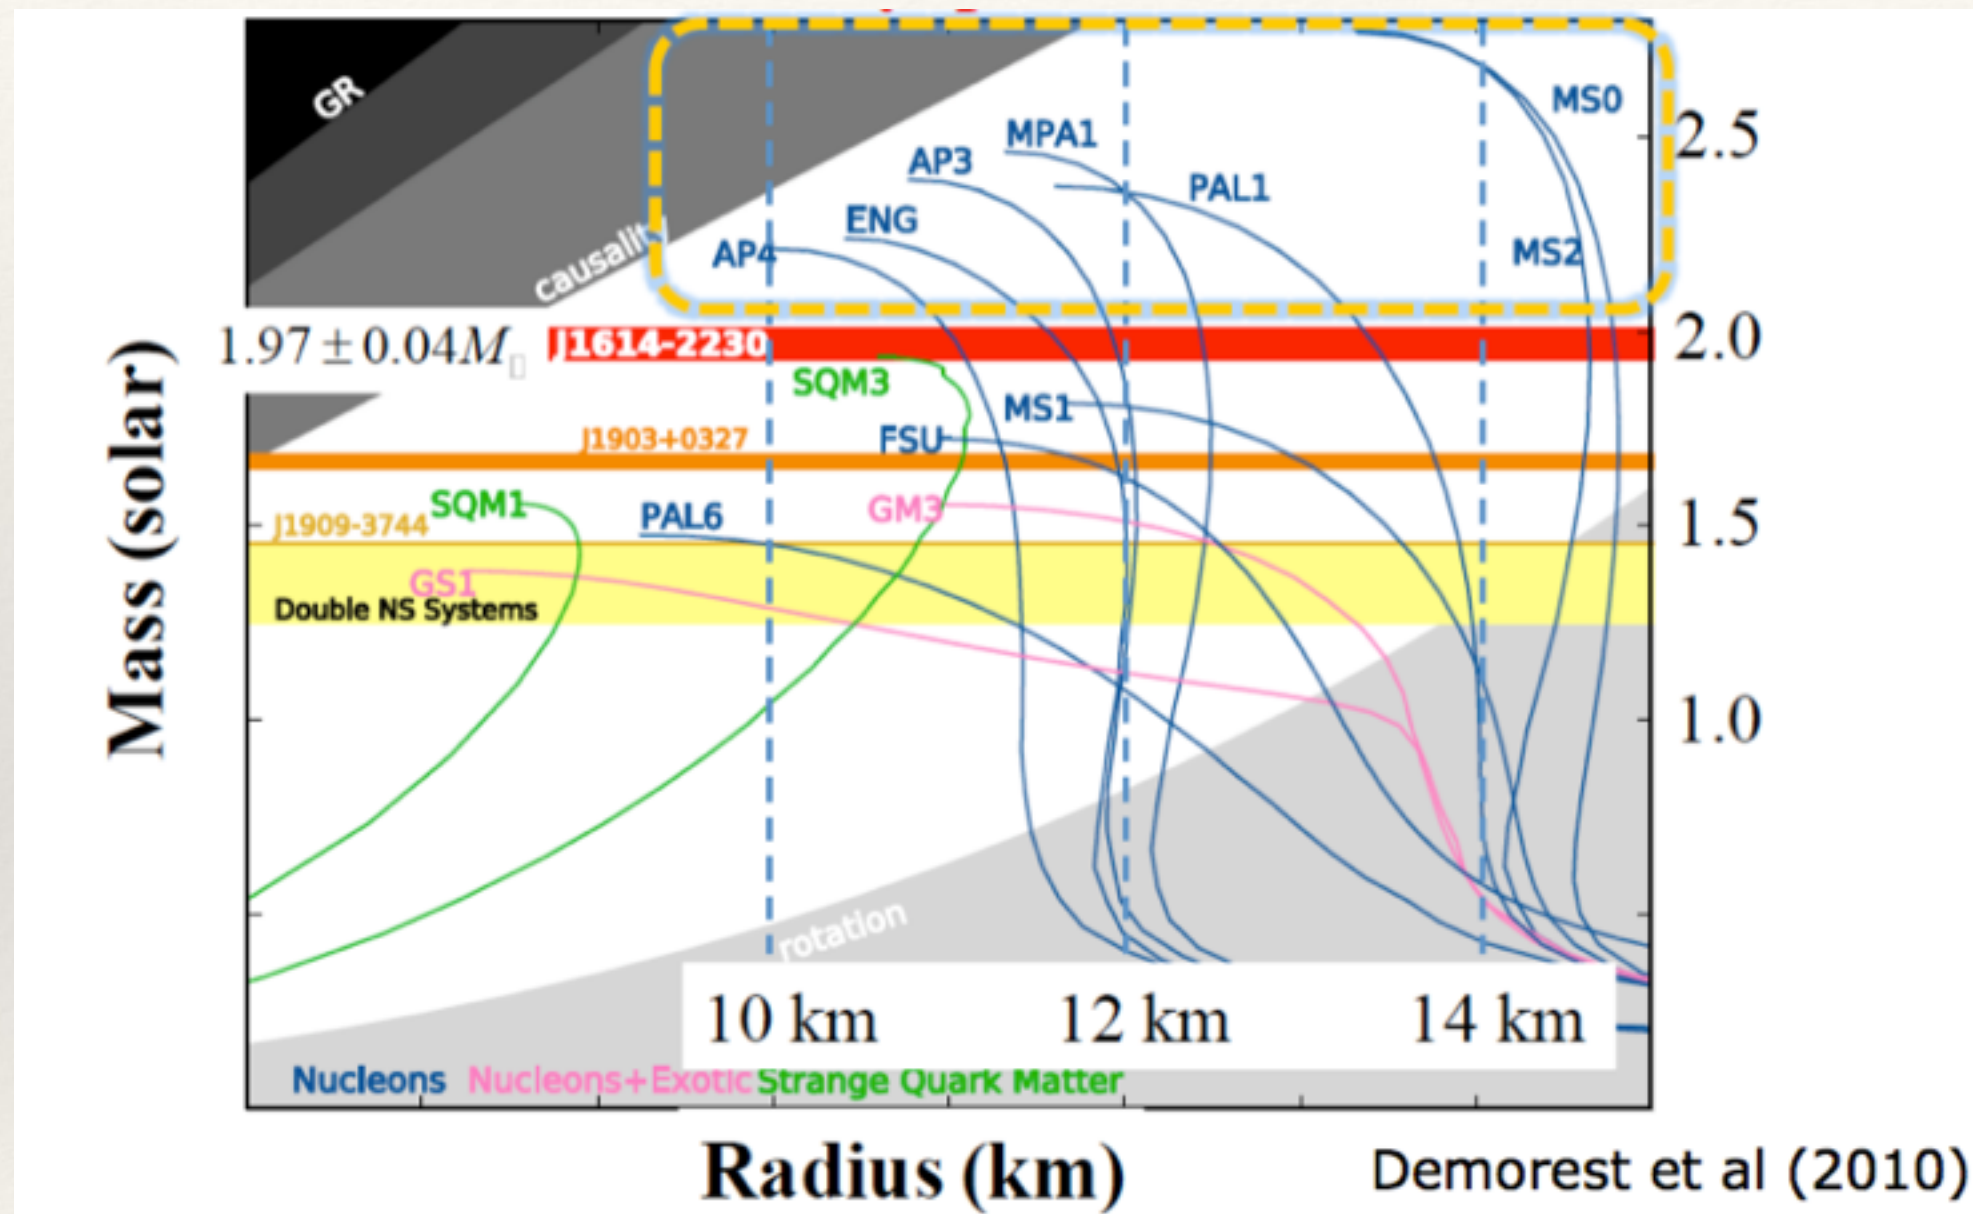 GR
causality
MS0
2.5
MPA1
AP3
PAL1
ENG
AP4
MS2
1.97 ± 0.04M
J1614-2230
2.0
SQM3
MS1
J1903+0327
FSU
SQM1
J1909-3744
PAL6
GM3
1.5
GS1
Double NS Systems
1.0
Mass (solar)
rotation
10 km 12 km 14 km
Nucleons Nucleons+Exotic Strange Quark Matter
Radius (km)
Demorest et al (2010)